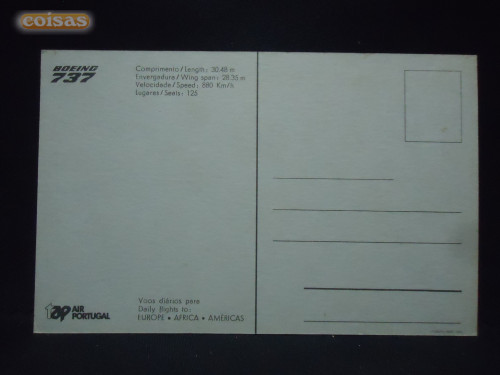 coisas
BOEING
737
Comprimento/Length: 30.48 m
Envergadura/Wing span: 28.35 m
Velocidade/Speed: 880 Km/h
Lugares/Seats: 125
TAP AIR
PORTUGAL
Voos diários para
Daily flights to:
EUROPE • AFRICA • AMÉRICAS